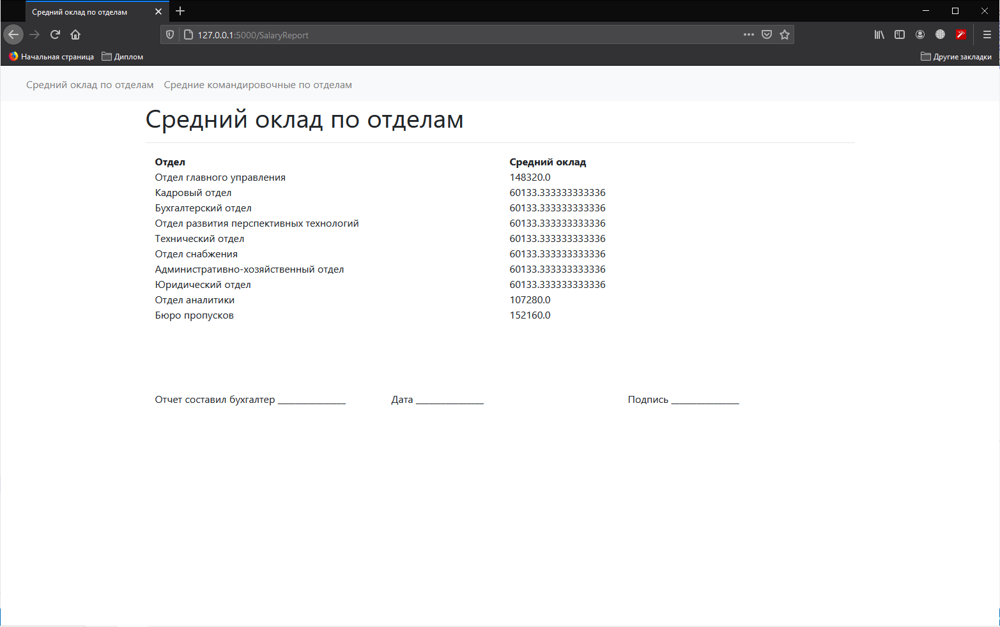 Средний оклад по отделам
127.0.0.1:5000/SalaryReport
Начальная страница Диплом Другие закладки
Средний оклад по отделам Средние командировочные по отделам
Средний оклад по отделам
Отдел Средний оклад
Отдел главного управления 148320.0
Кадровый отдел 60133.333333333336
Бухгалтерский отдел 60133.333333333336
Отдел развития перспективных технологий 60133.333333333336
Технический отдел 60133.333333333336
Отдел снабжения 60133.333333333336
Административно-хозяйственный отдел 60133.333333333336
Юридический отдел 60133.333333333336
Отдел аналитики 107280.0
Бюро пропусков 152160.0
Отчет составил бухгалтер ________________ Дата ________________ Подпись ________________